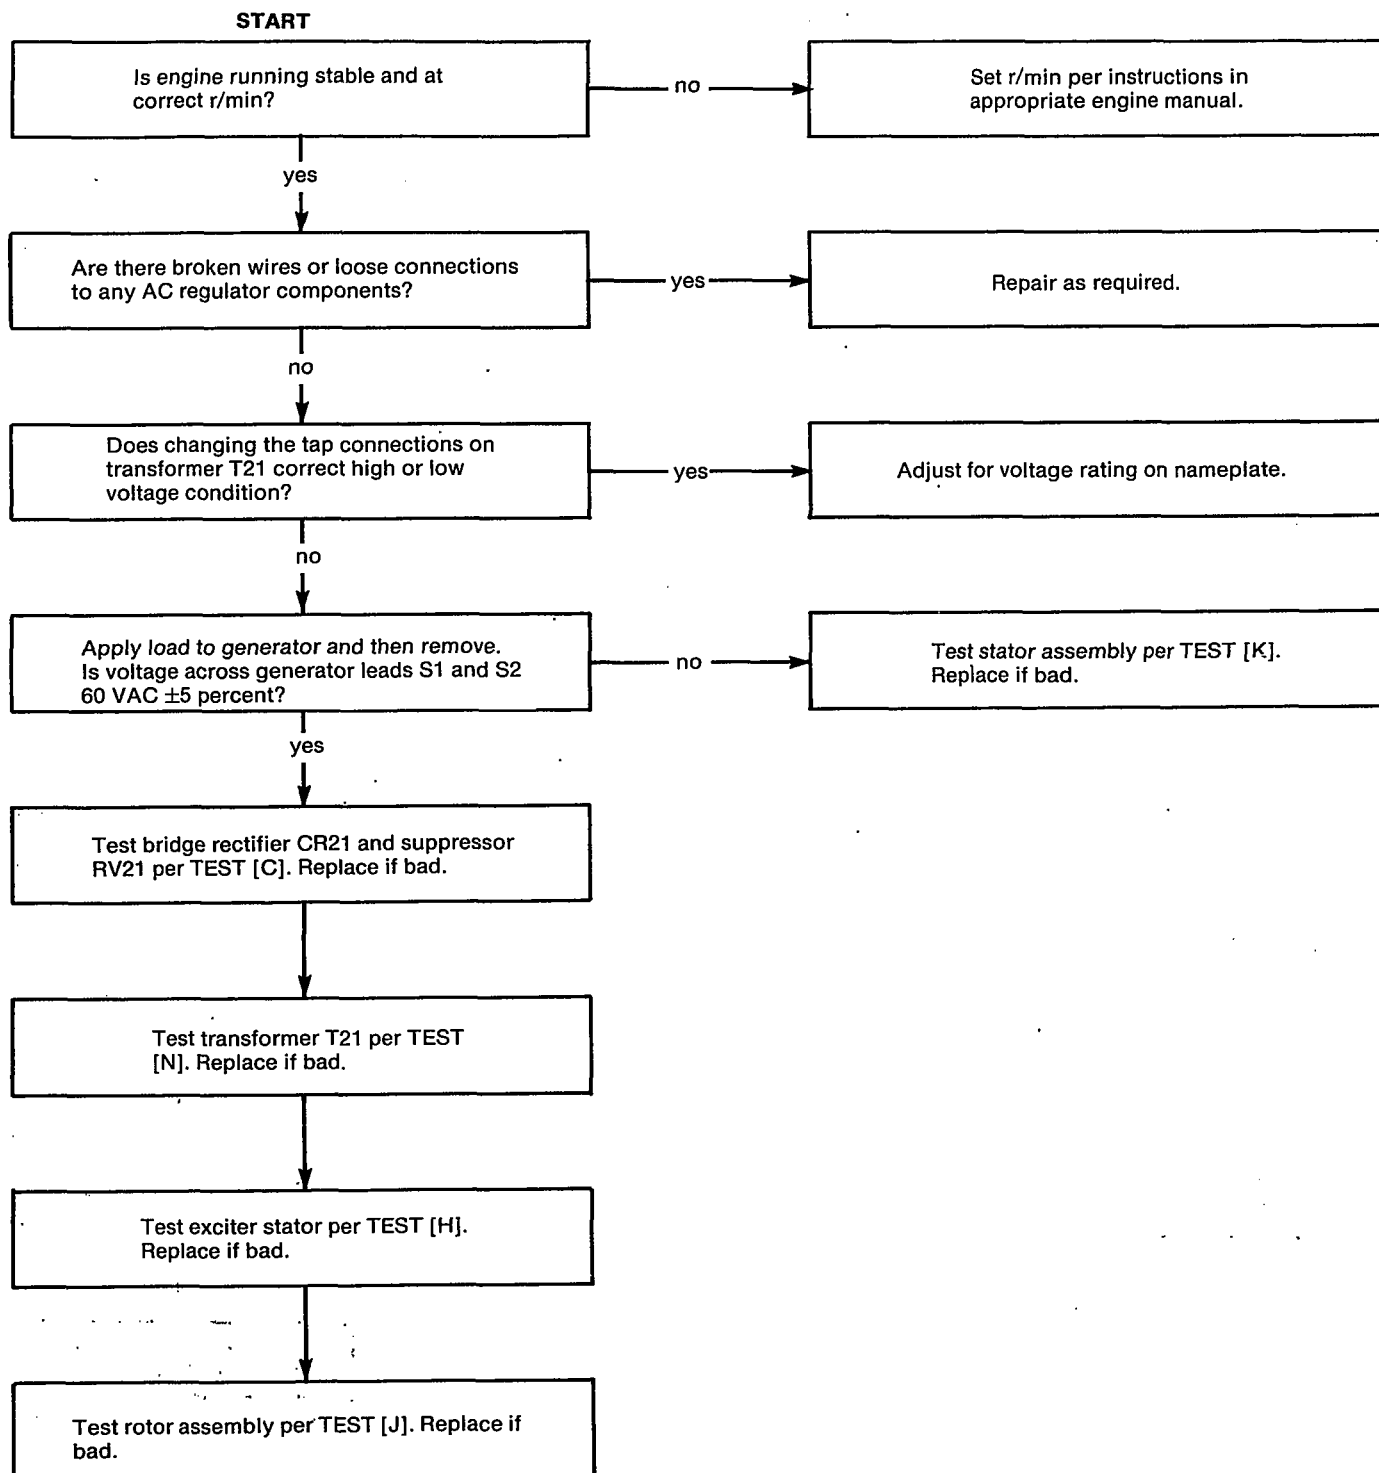 START
Is engine running stable and at
correct r/min?
no
Set r/min per instructions in
appropriate engine manual.
yes
Are there broken wires or loose connections
to any AC regulator components?
yes
Repair as required.
no
Does changing the tap connections on
transformer T21 correct high or low
voltage condition?
yes
Adjust for voltage rating on nameplate.
no
Apply load to generator and then remove.
Is voltage across generator leads S1 and S2
60 VAC ±5 percent?
no
Test stator assembly per TEST [K].
Replace if bad.
yes
Test bridge rectifier CR21 and suppressor
RV21 per TEST [C]. Replace if bad.
Test transformer T21 per TEST
[N]. Replace if bad.
Test exciter stator per TEST [H].
Replace if bad.
Test rotor assembly per TEST [J]. Replace if
bad.